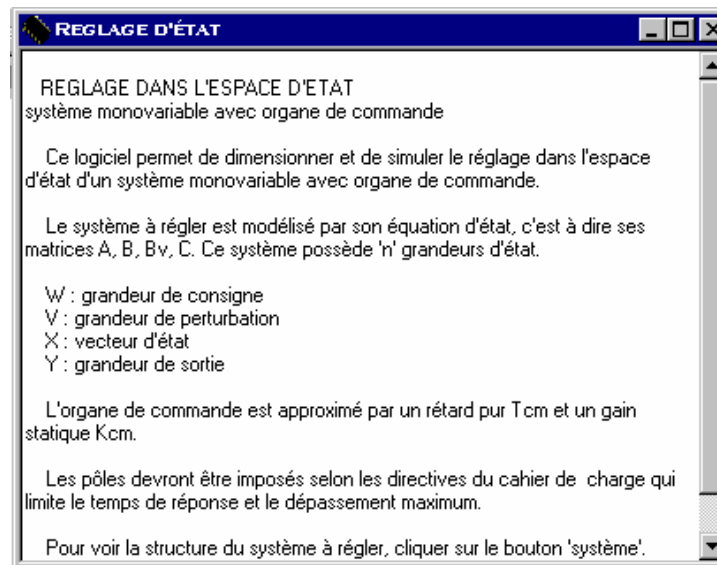 REGLAGE D'ÉTAT
REGLAGE DANS L'ESPACE D'ETAT
système monovariable avec organe de commande
Ce logiciel permet de dimensionner et de simuler le réglage dans l'espace
d'état d'un système monovariable avec organe de commande.
Le système à régler est modélisé par son équation d'état, c'est à dire ses
matrices A, B, Bv, C. Ce système possède 'n' grandeurs d'état.
W : grandeur de consigne
V : grandeur de perturbation
X : vecteur d'état
Y : grandeur de sortie
L'organe de commande est approximé par un rétard pur Tcm et un gain
statique Kcm.
Les pôles devront être imposés selon les directives du cahier de charge qui
limite le temps de réponse et le dépassement maximum.
Pour voir la structure du système à régler, cliquer sur le bouton 'système'.